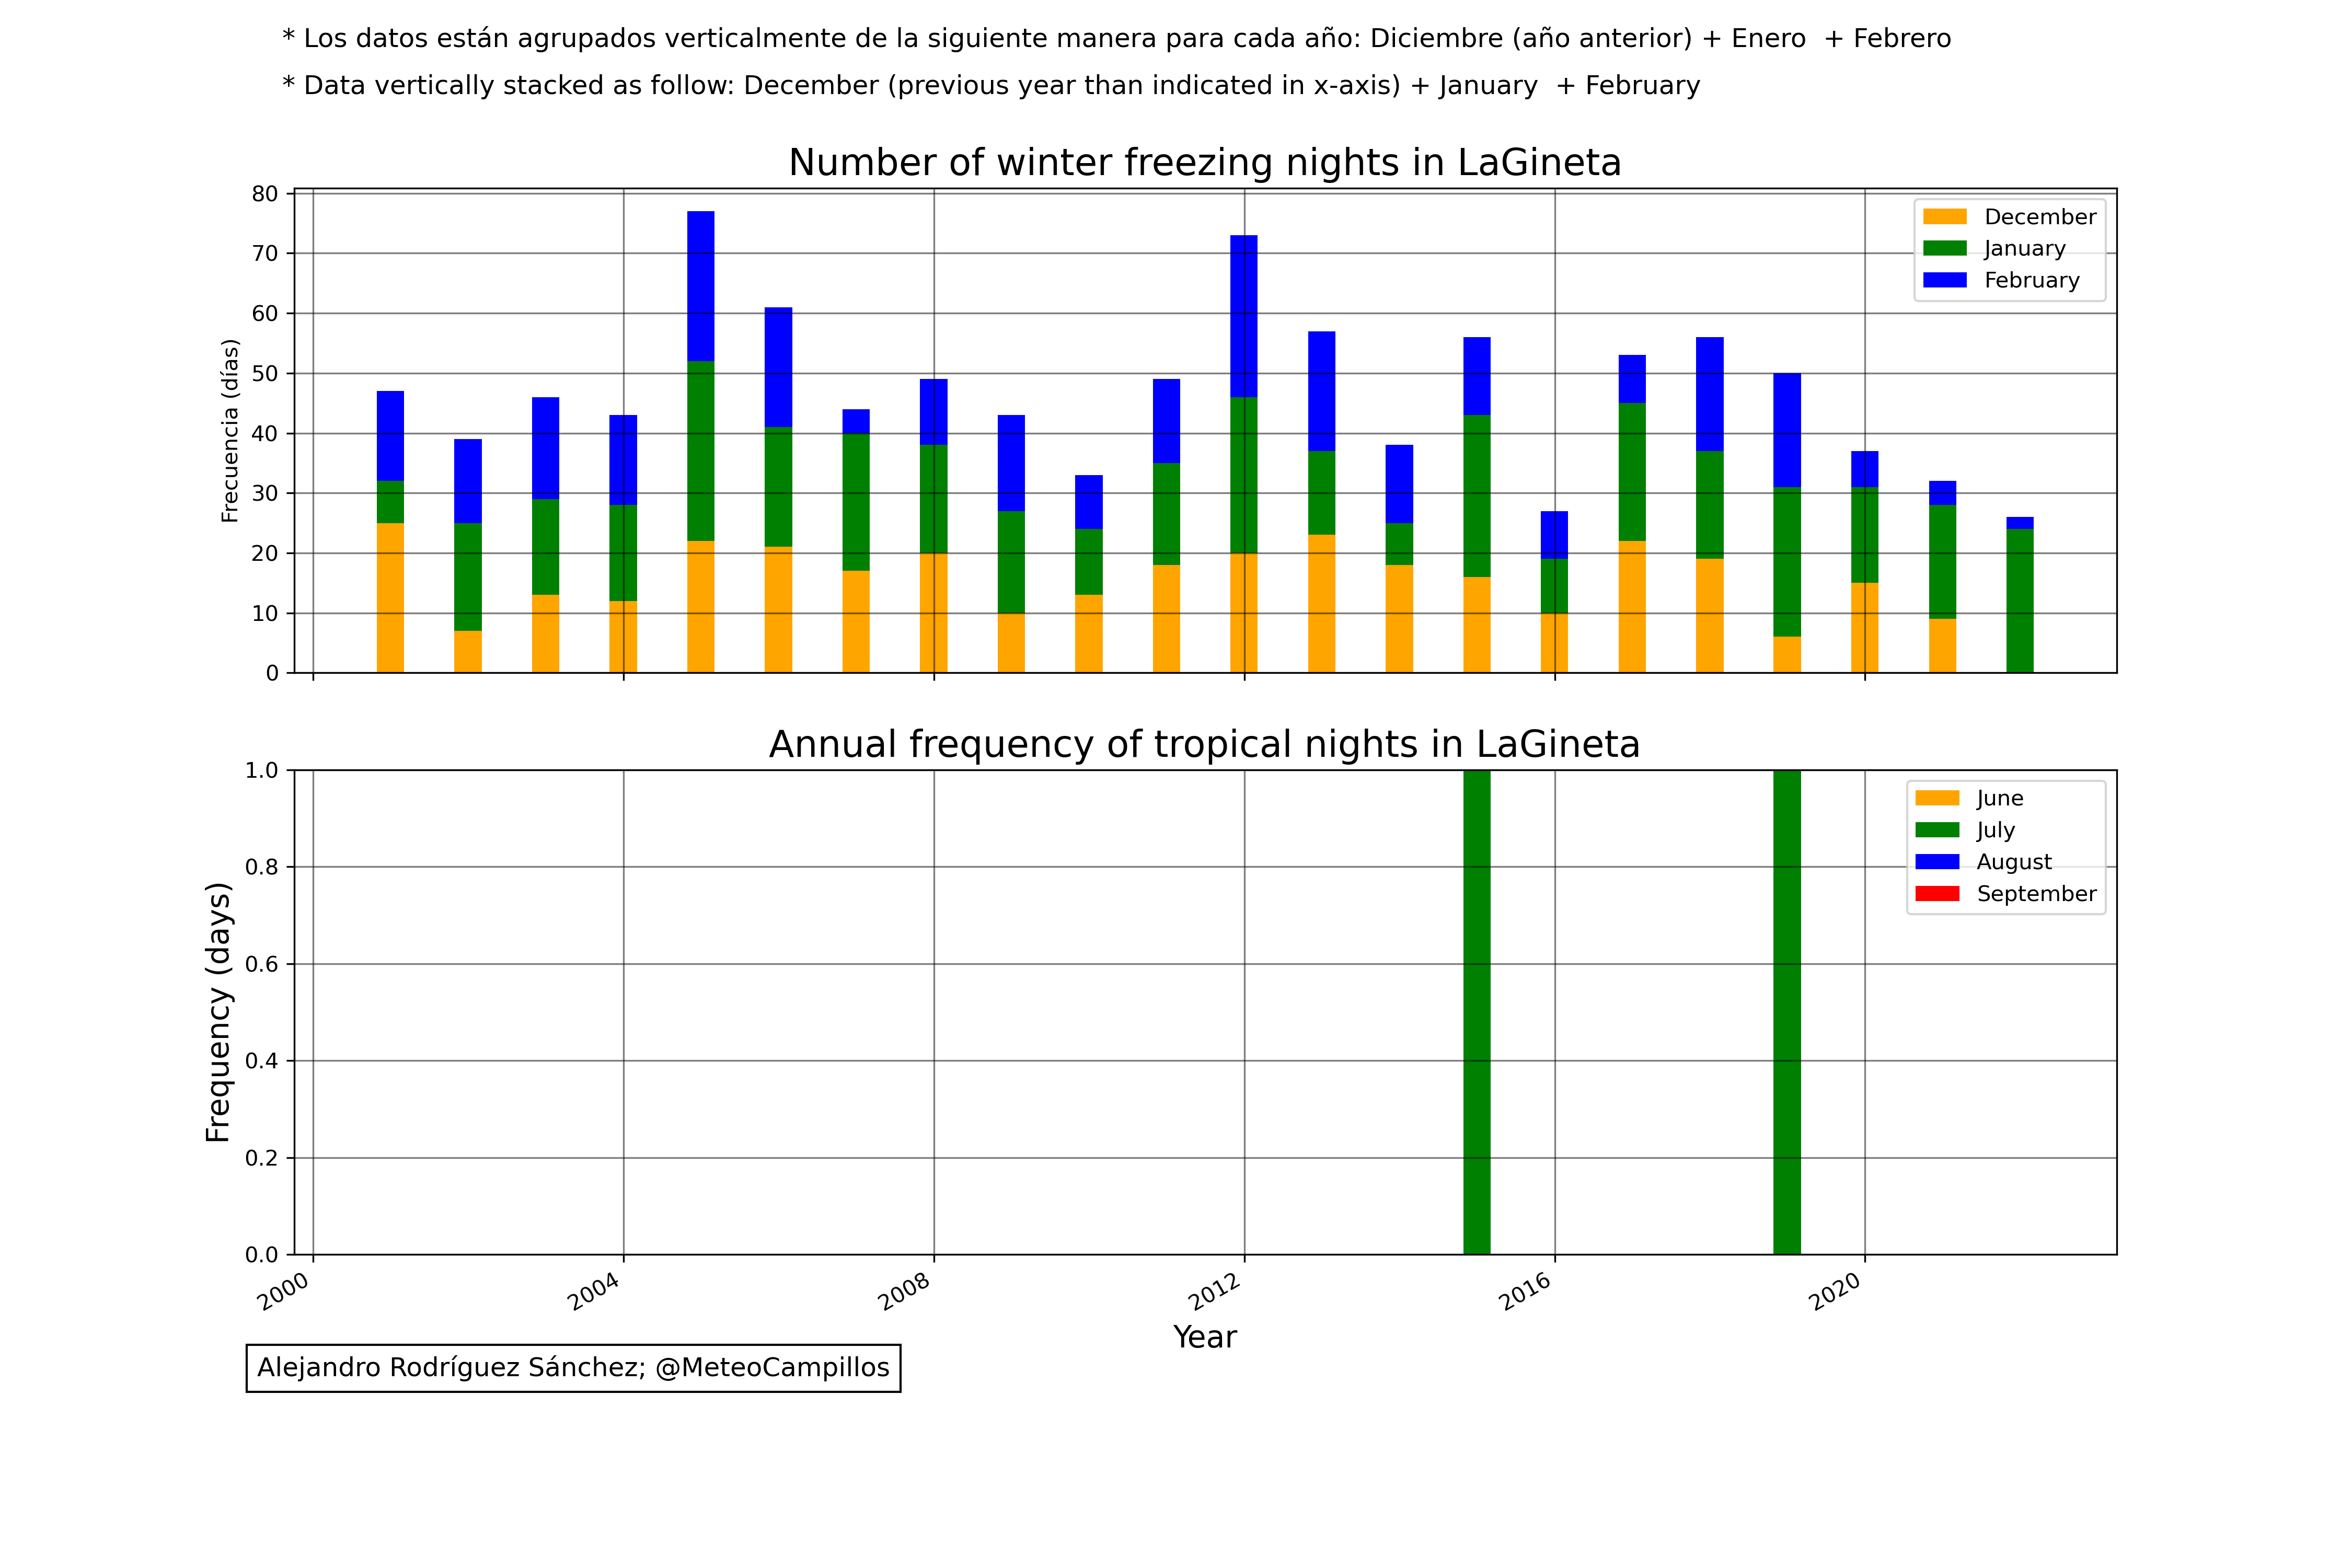 * Los datos están agrupados verticalmente de la siguiente manera para cada año: Diciembre (año anterior) + Enero  + Febrero
* Data vertically stacked as follow: December (previous year than indicated in x-axis) + January  + February
Number of winter freezing nights in LaGineta
80
70
60
50
40
30
20
10
0
Frecuencia (días)
December
January
February
Annual frequency of tropical nights in LaGineta
1.0
0.8
0.6
0.4
0.2
0.0
Frequency (days)
June
July
August
September
2000
2004
2008
2012
2016
2020
Year
Alejandro Rodríguez Sánchez; @MeteoCampillos